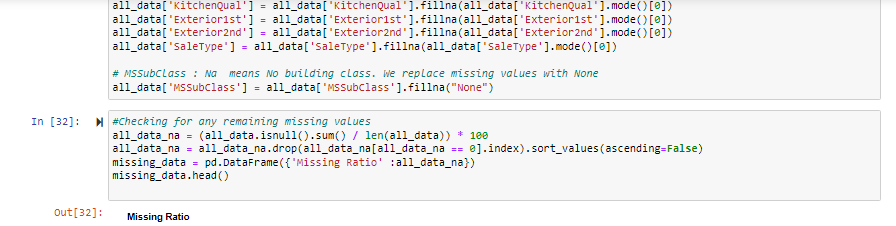 all_data['KitchenQual'] = all_data['KitchenQual'].fillna(all_data['KitchenQual'].mode()[0])
all_data['Exterior1st'] = all_data['Exterior1st'].fillna(all_data['Exterior1st'].mode()[0])
all_data['Exterior2nd'] = all_data['Exterior2nd'].fillna(all_data['Exterior2nd'].mode()[0])
all_data['SaleType'] = all_data['SaleType'].fillna(all_data['SaleType'].mode()[0])
# MSSubClass : Na  means No building class. We replace missing values with None
all_data['MSSubClass'] = all_data['MSSubClass'].fillna("None")
In [32]: #Checking for any remaining missing values
all_data_na = (all_data.isnull().sum() / len(all_data)) * 100
all_data_na = all_data_na.drop(all_data_na[all_data_na == 0].index).sort_values(ascending=False)
missing_data = pd.DataFrame({'Missing Ratio' :all_data_na})
missing_data.head()
Out[32]: Missing Ratio